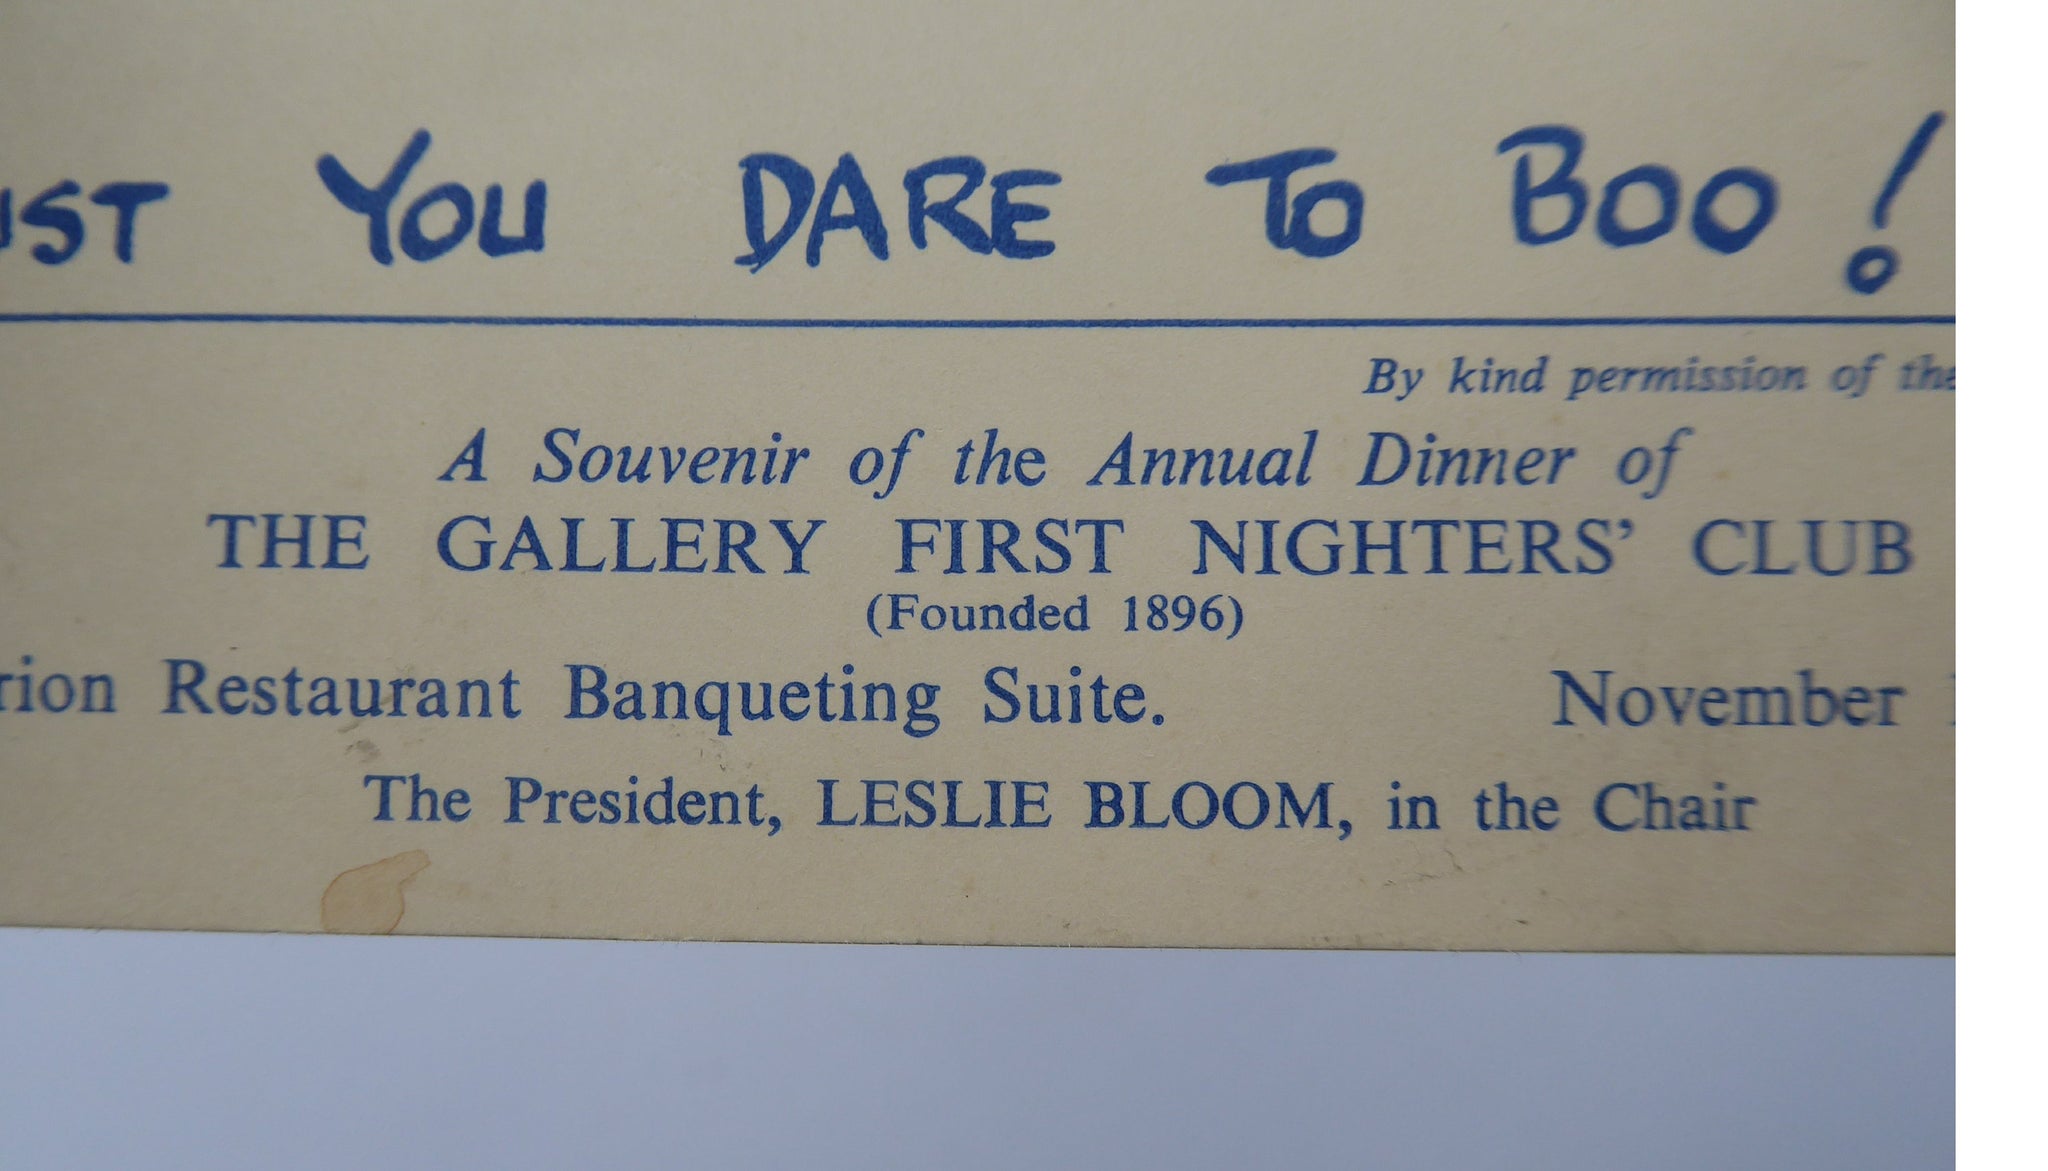 YOU DARE TO BOO!
By kind permission of the
A Souvenir of the Annual Dinner of
THE GALLERY FIRST NIGHTERS' CLUB
(Founded 1896)
Restaurant Banqueting Suite. November
The President, LESLIE BLOOM, in the Chair